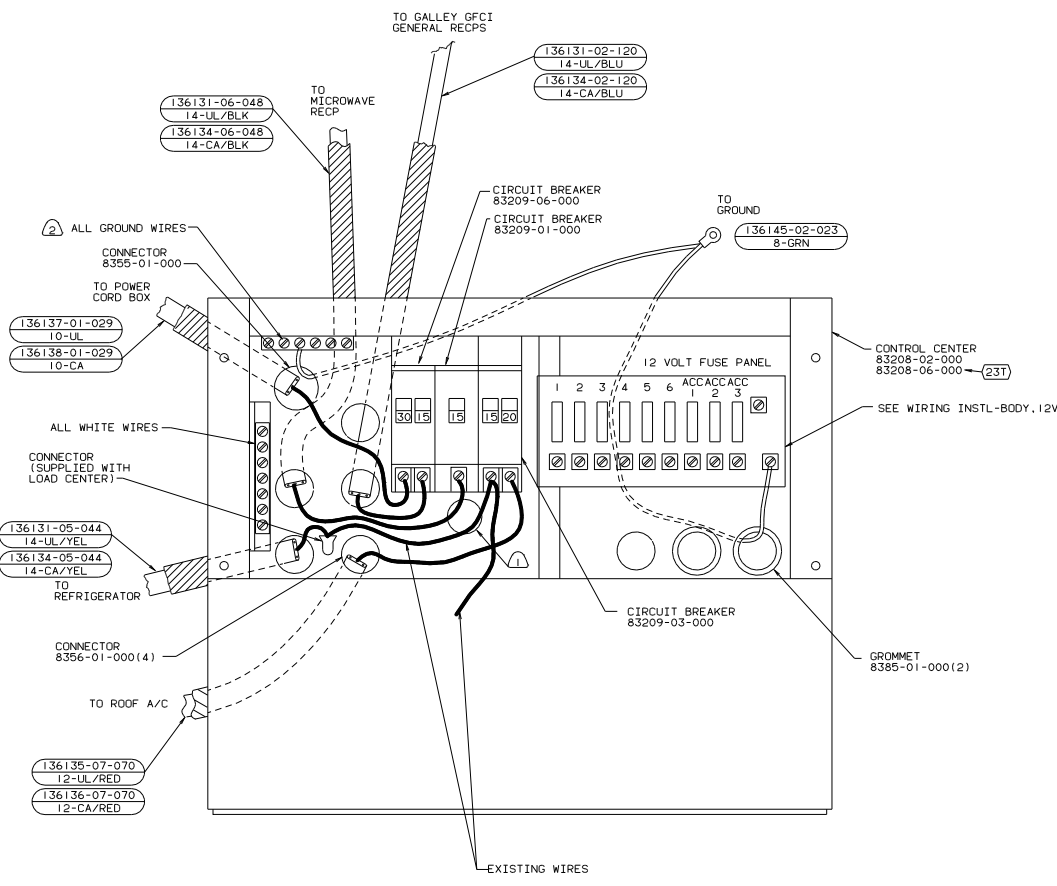 TO GALLEY GFCI
GENERAL RECPS
136131-02-120
14-UL/BLU
136134-02-120
14-CA/BLU
TO
MICROWAVE
RECP
136131-06-048
14-UL/BLK
136134-06-048
14-CA/BLK
CIRCUIT BREAKER
83209-06-000
CIRCUIT BREAKER
83209-01-000
TO
GROUND
136145-02-023
8-GRN
2 ALL GROUND WIRES
CONNECTOR
8355-01-000
TO POWER
CORD BOX
136137-01-029
10-UL
136138-01-029
10-CA
CONTROL CENTER
83208-02-000
83208-06-000
23T
12 VOLT FUSE PANEL
1 2 3 4 5 6 ACC ACC ACC
1 2 3
30 15 15 15 20
SEE WIRING INSTL-BODY,12V
ALL WHITE WIRES
CONNECTOR
(SUPPLIED WITH
LOAD CENTER)
136131-05-044
14-UL/YEL
136134-05-044
14-CA/YEL
TO
REFRIGERATOR
1
CIRCUIT BREAKER
83209-03-000
CONNECTOR
8356-01-000(4)
GROMMET
8385-01-000(2)
TO ROOF A/C
136135-07-070
12-UL/RED
136136-07-070
12-CA/RED
EXISTING WIRES